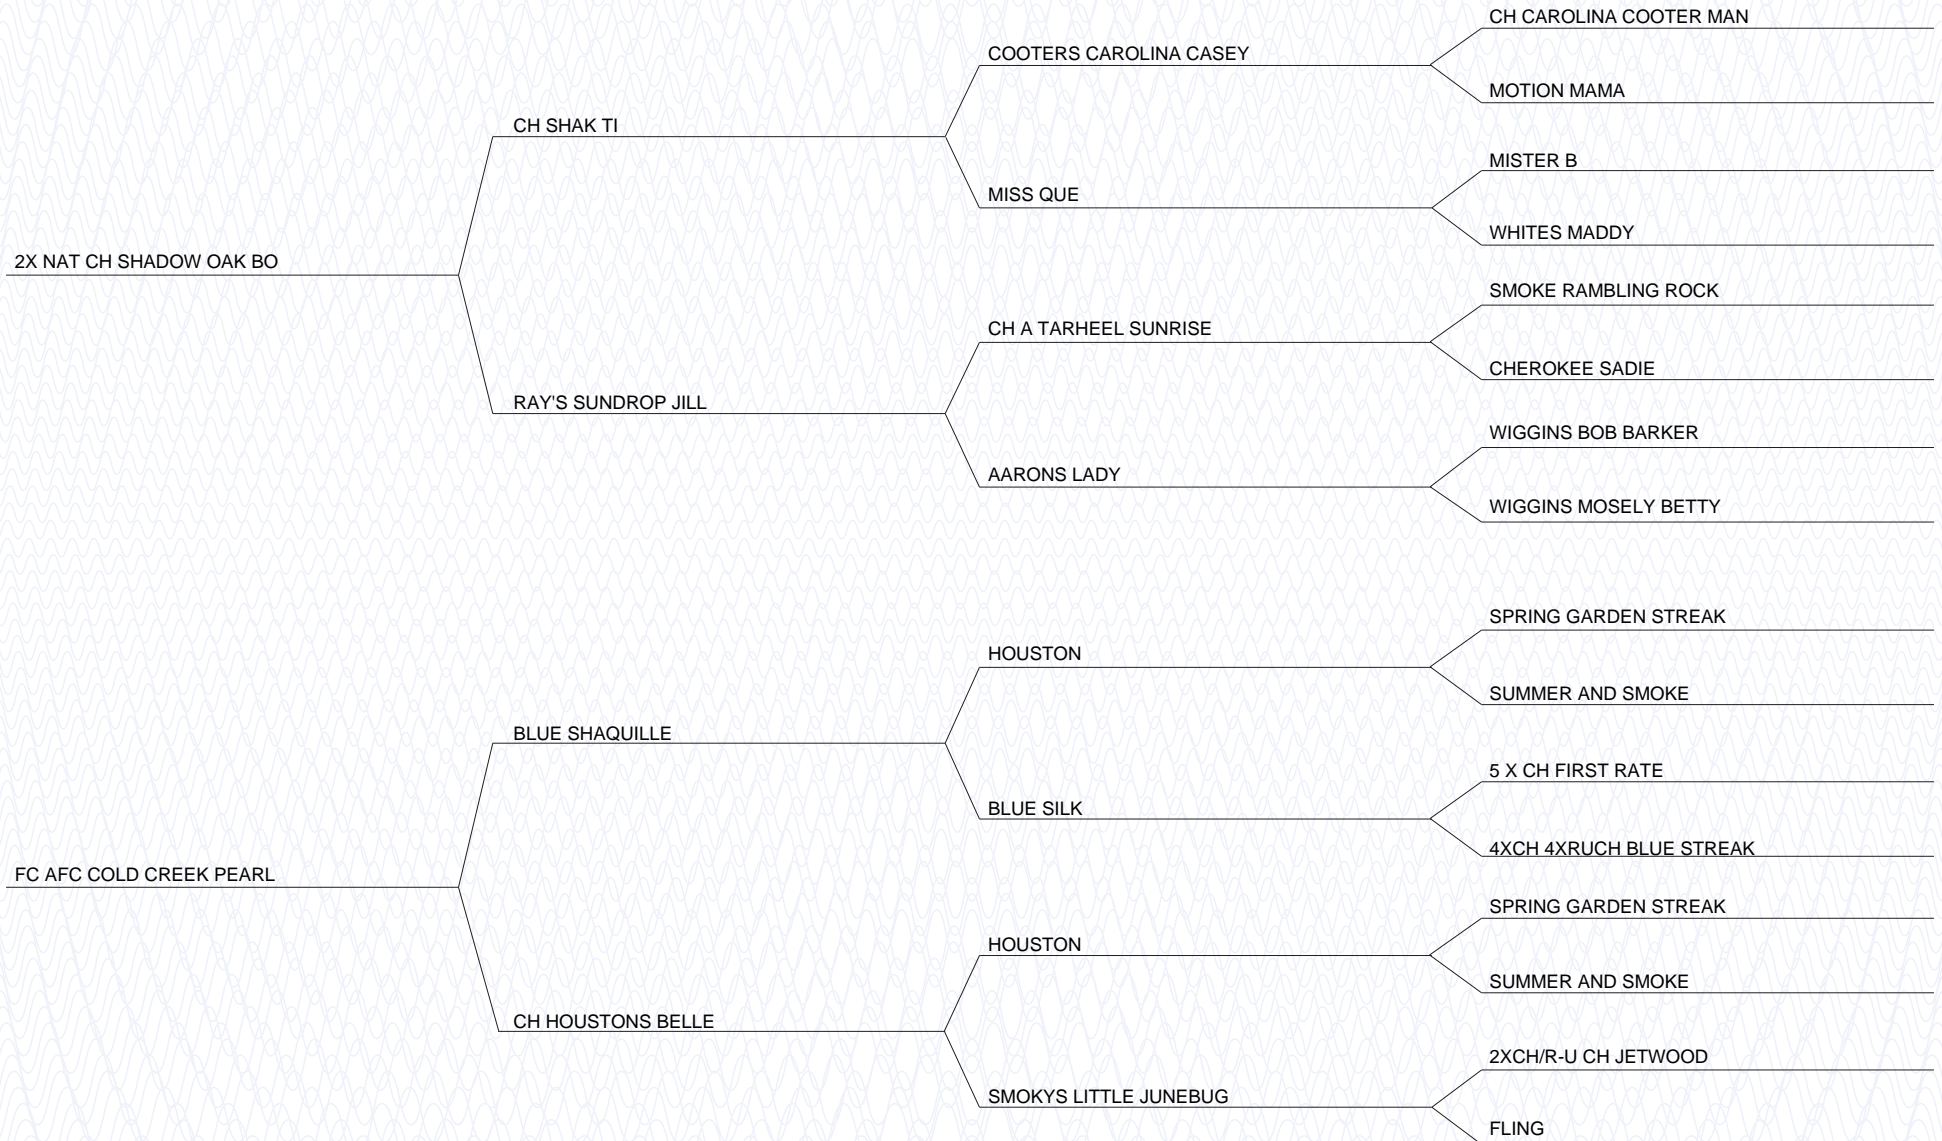 CH CAROLINA COOTER MAN
COOTERS CAROLINA CASEY
MOTION MAMA
CH SHAK TI
MISTER B
MISS QUE
WHITES MADDY
2X NAT CH SHADOW OAK BO
SMOKE RAMBLING ROCK
CH A TARHEEL SUNRISE
CHEROKEE SADIE
RAY'S SUNDROP JILL
WIGGINS BOB BARKER
AARONS LADY
WIGGINS MOSELY BETTY
SPRING GARDEN STREAK
HOUSTON
SUMMER AND SMOKE
BLUE SHAQUILLE
5 X CH FIRST RATE
BLUE SILK
4XCH 4XRUCH BLUE STREAK
FC AFC COLD CREEK PEARL
SPRING GARDEN STREAK
HOUSTON
SUMMER AND SMOKE
CH HOUSTONS BELLE
2XCH/R-U CH JETWOOD
SMOKYS LITTLE JUNEBUG
FLING